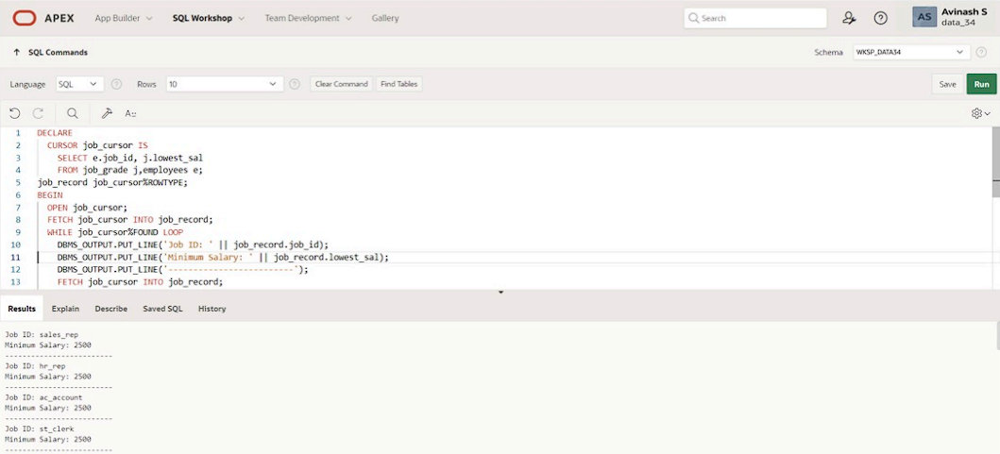 APEX App Builder SQL Workshop Team Development Gallery Search AS Avinash S
data_34
SQL Commands Schema WKSP_DATA34
Language SQL Rows 10 Clear Command Find Tables Save Run
1 DECLARE
2 CURSOR job_cursor IS
3 SELECT e.job_id, j.lowest_sal
4 FROM job_grade j,employees e;
5 job_record job_cursor%ROWTYPE;
6 BEGIN
7 OPEN job_cursor;
8 FETCH job_cursor INTO job_record;
9 WHILE job_cursor%FOUND LOOP
10 DBMS_OUTPUT.PUT_LINE('Job ID: ' || job_record.job_id);
11 DBMS_OUTPUT.PUT_LINE('Minimum Salary: ' || job_record.lowest_sal);
12 DBMS_OUTPUT.PUT_LINE('-------------------------');
13 FETCH job_cursor INTO job_record;
Results Explain Describe Saved SQL History
Job ID: sales_rep
Minimum Salary: 2500
-------------------------
Job ID: hr_rep
Minimum Salary: 2500
-------------------------
Job ID: ac_account
Minimum Salary: 2500
-------------------------
Job ID: st_clerk
Minimum Salary: 2500
-------------------------